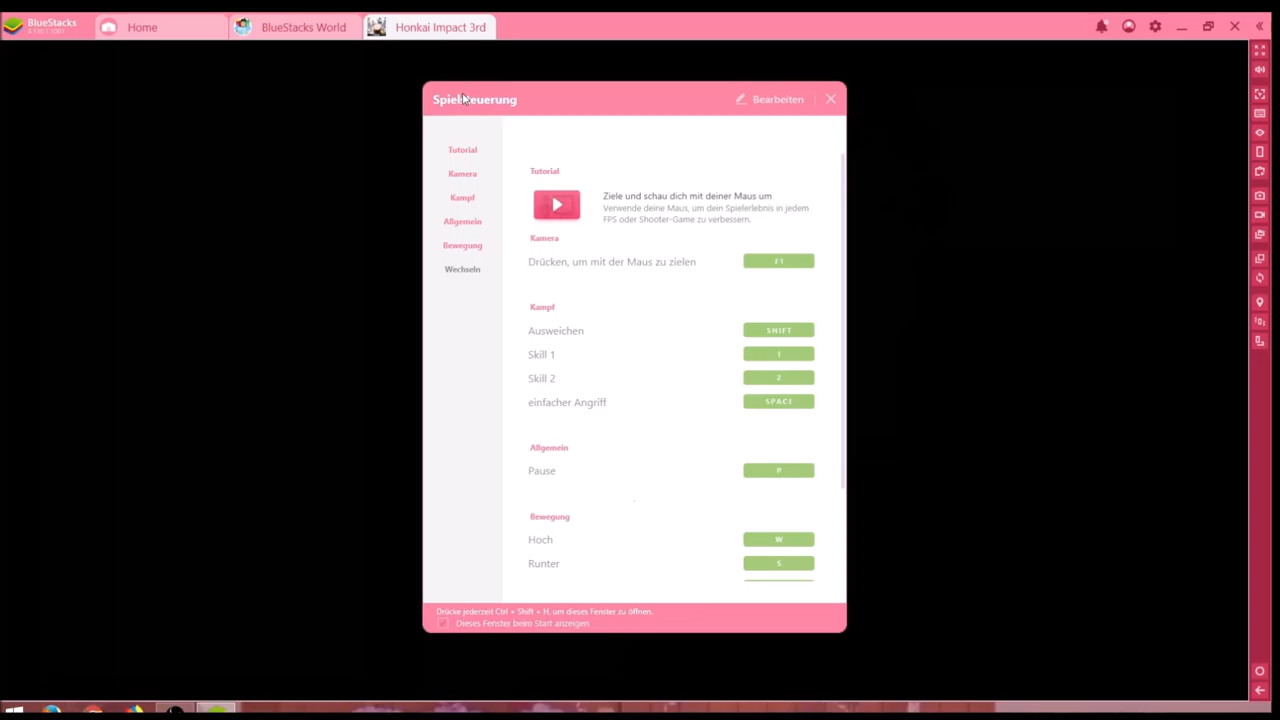 BlueStacks
Home
BlueStacks World
Honkai Impact 3rd
Spielsteuerung
Bearbeiten
Tutorial
Kamera
Kampf
Allgemein
Bewegung
Wechseln
Tutorial
Ziele und schau dich mit deiner Maus um
Verwende deine Maus, um dein Spielerlebnis in jedem
FPS oder Shooter-Game zu verbessern.
Kamera
Drücken, um mit der Maus zu zielen F1
Kampf
Ausweichen SHIFT
Skill 1 1
Skill 2 2
einfacher Angriff SPACE
Allgemein
Pause P
Bewegung
Hoch W
Runter S
Drücke jederzeit Ctrl + Shift + H, um dieses Fenster zu öffnen.
Dieses Fenster beim Start anzeigen